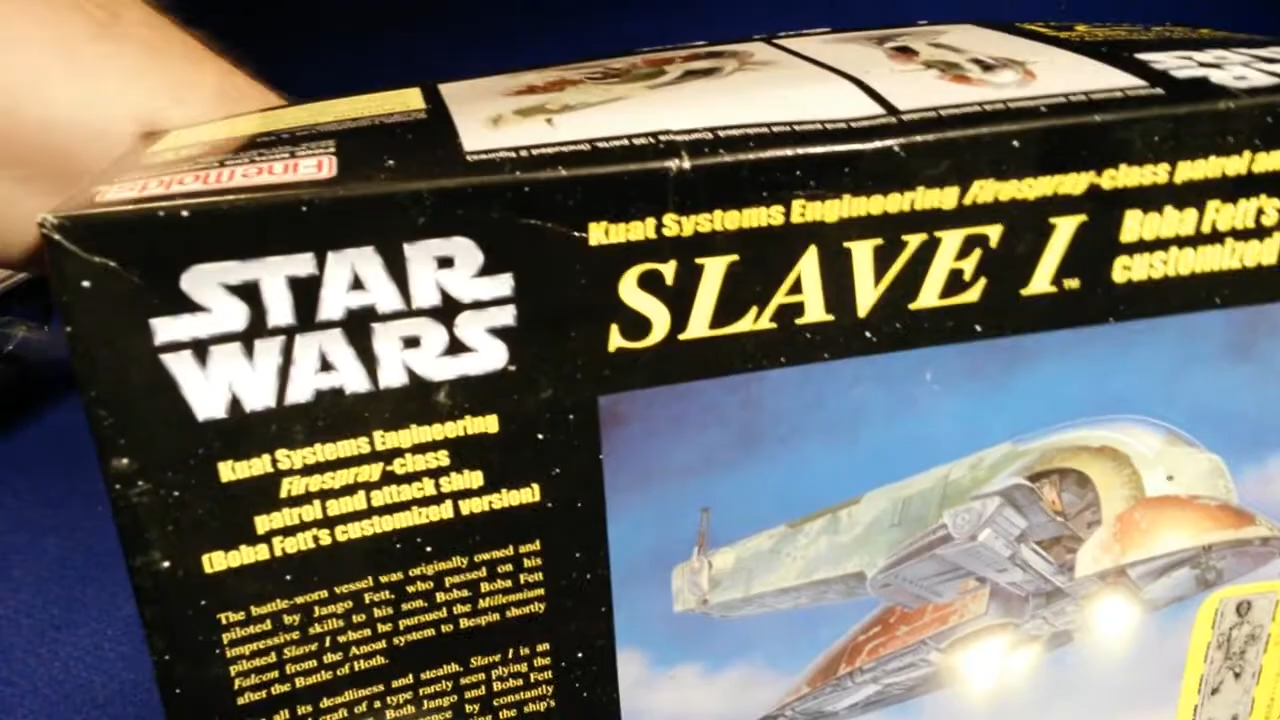 FineMolds
STAR
WARS
Kuat Systems Engineering Firespray-class patrol
SLAVE I™
Boba Fett's
customized
Kuat Systems Engineering
Firespray-class
patrol and attack ship
(Boba Fett's customized version)
The battle-worn vessel was originally owned and
piloted by Jango Fett, who passed on his
impressive skills to his son, Boba. Boba Fett
piloted Slave I when he pursued the Millennium
Falcon from the Anoat system to Bespin shortly
after the Battle of Hoth.
all its deadliness and stealth, Slave I is an
craft of a type rarely seen plying the
Both Jango and Boba Fett
by constantly
the ship's